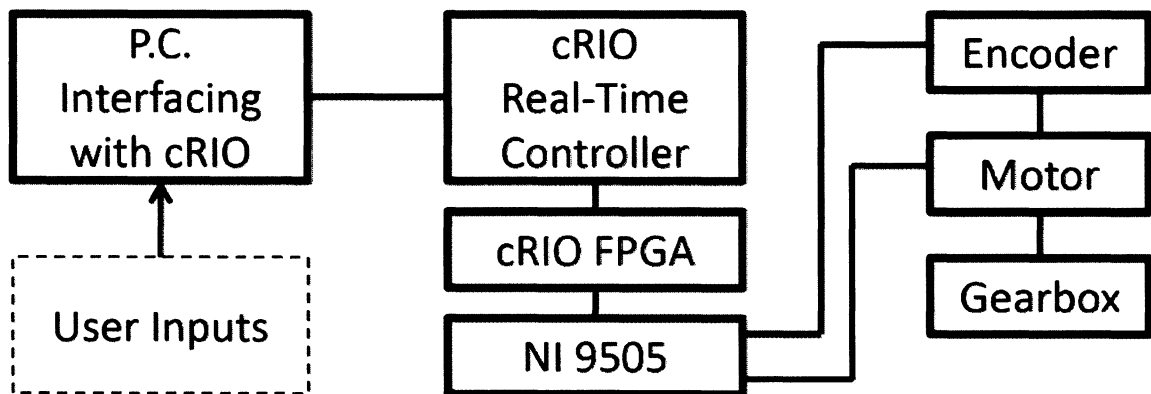 P.C.
Interfacing
with cRIO
User Inputs
cRIO
Real-Time
Controller
cRIO FPGA
NI 9505
Encoder
Motor
Gearbox